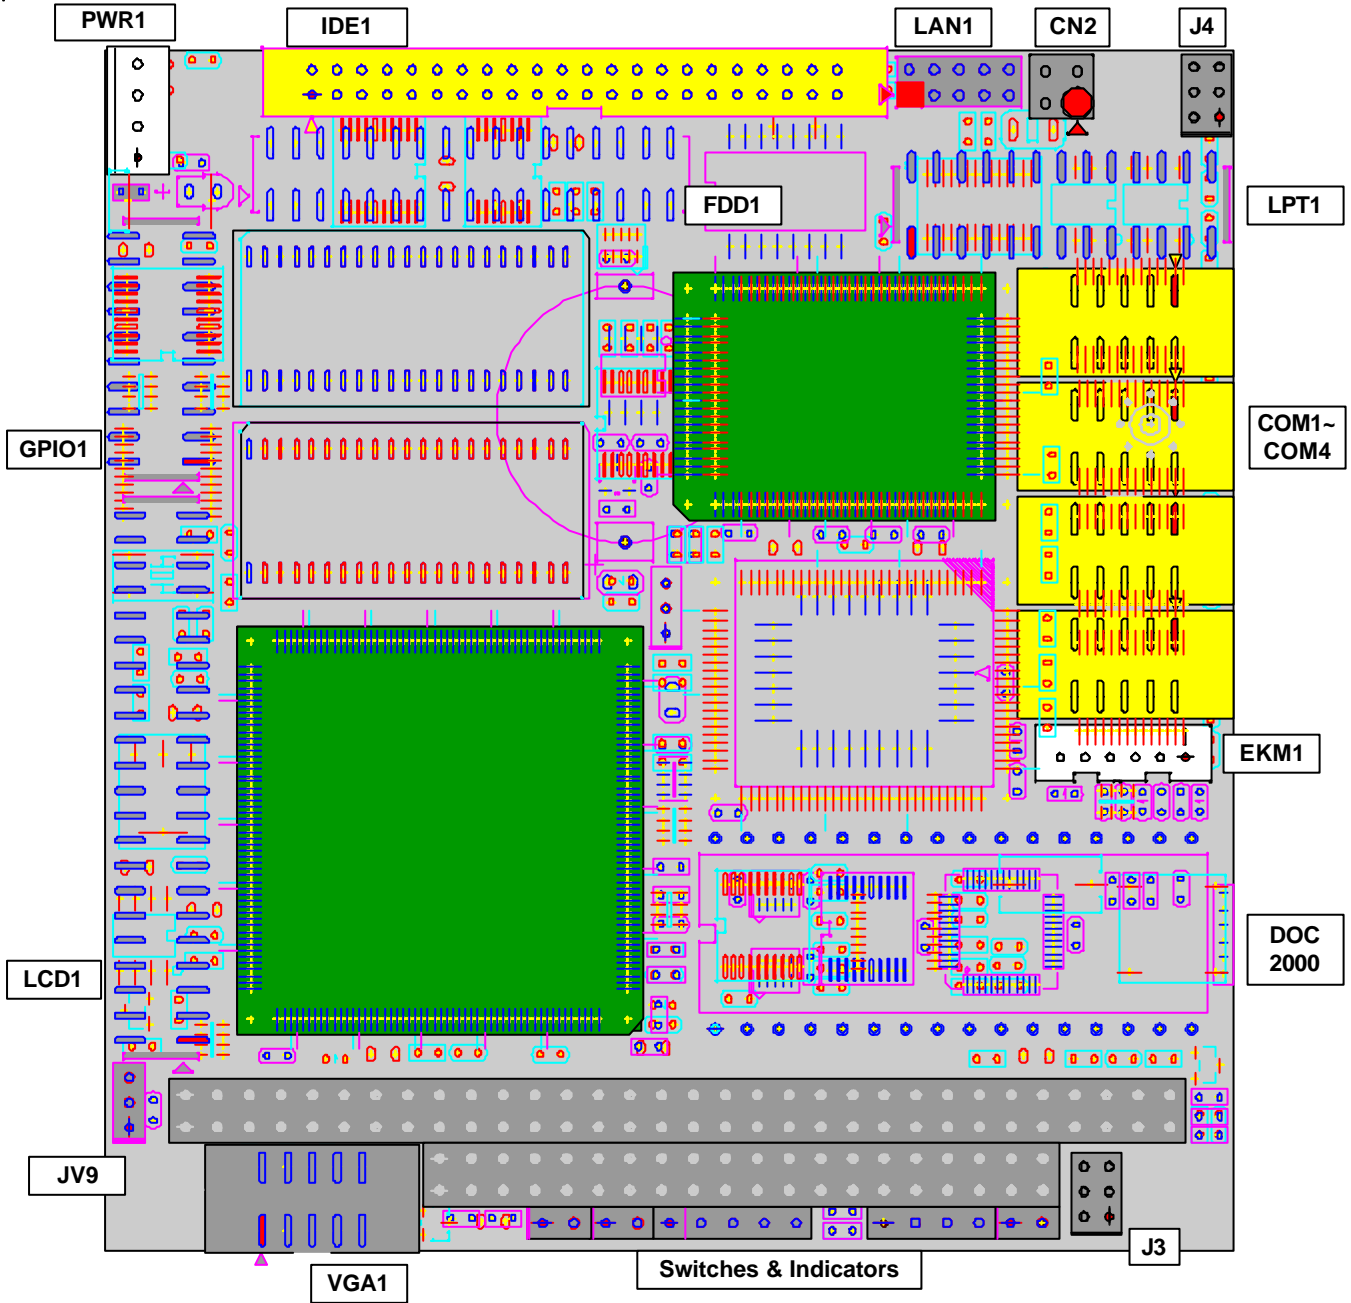 PWR1
IDE1
LAN1
CN2
J4
FDD1
LPT1
GPIO1
COM1~
COM4
EKM1
DOC
2000
LCD1
JV9
J3
VGA1
Switches & Indicators